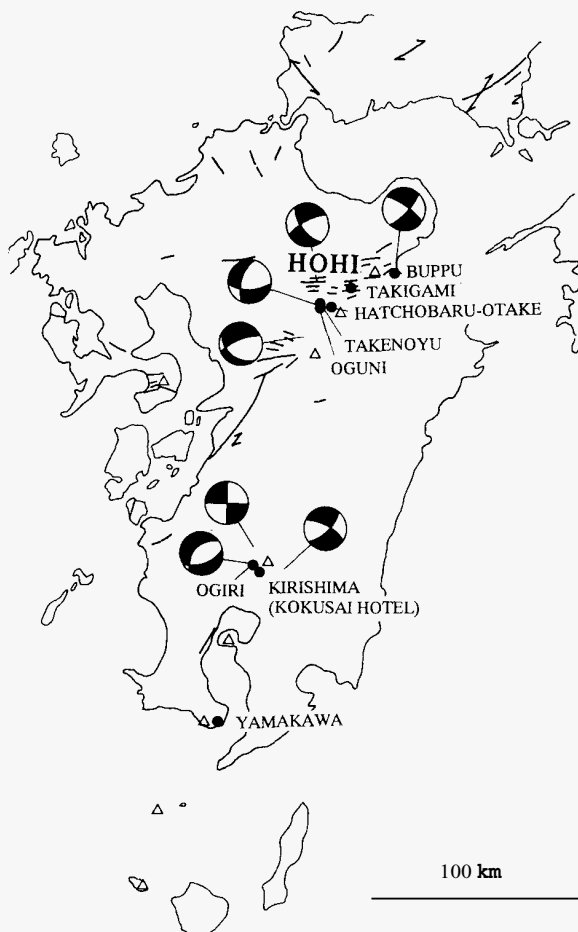 HOHI
BUPPU
TAKIGAMI
HATCHOBARU-OTAKE
TAKENOYU
OGUNI
OGIRI
KIRISHIMA
(KOKUSAI HOTEL)
YAMAKAWA
100 km